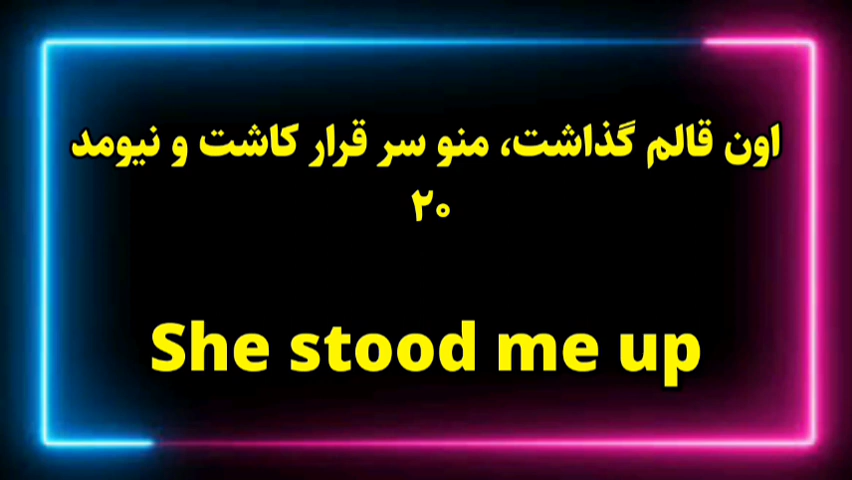 اون قالم گذاشت، منو سر قرار کاشت و نیومد
۲۰
She stood me up